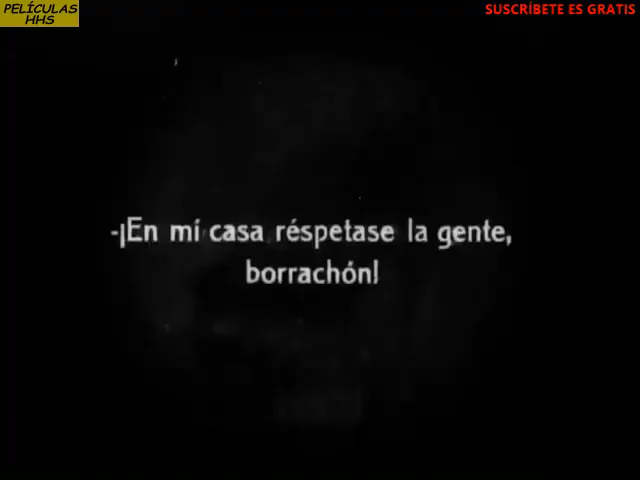 PELÍCULAS
HHS
SUSCRÍBETE ES GRATIS
-¡En mí casa réspetase la gente,
borrachón!